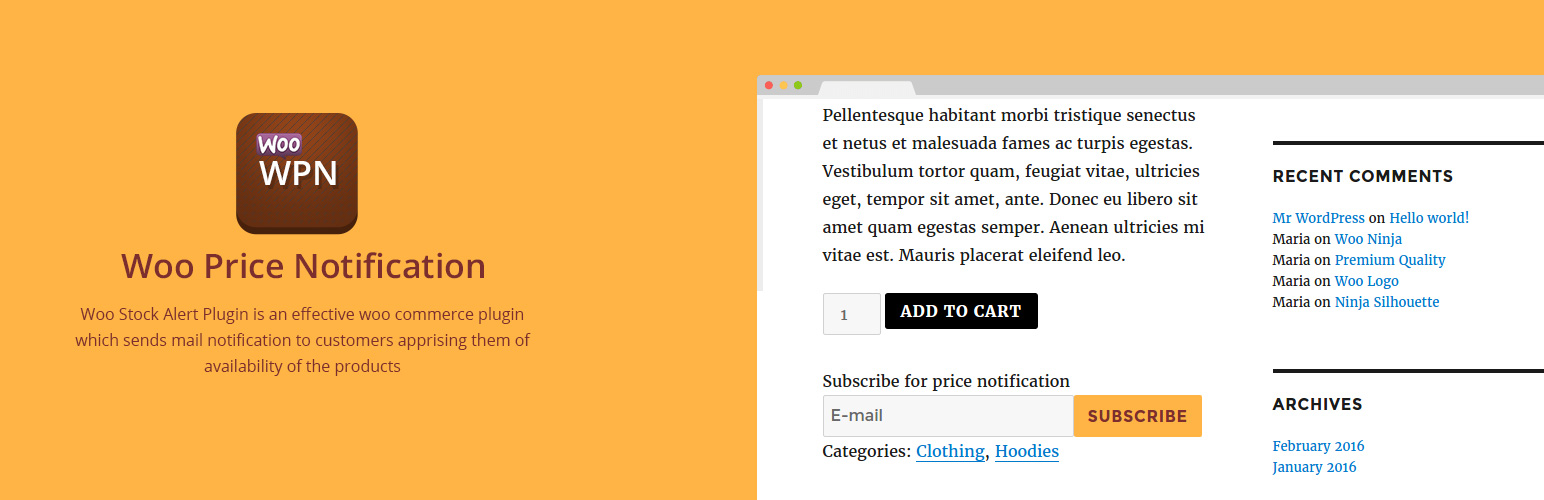 Woo
WPN
Woo Price Notification
Woo Stock Alert Plugin is an effective woo commerce plugin
which sends mail notification to customers apprising them of
availability of the products
Pellentesque habitant morbi tristique senectus
et netus et malesuada fames ac turpis egestas.
Vestibulum tortor quam, feugiat vitae, ultricies
eget, tempor sit amet, ante. Donec eu libero sit
amet quam egestas semper. Aenean ultricies mi
vitae est. Mauris placerat eleifend leo.
1
ADD TO CART
Subscribe for price notification
E-mail
SUBSCRIBE
Categories: Clothing, Hoodies
RECENT COMMENTS
Mr WordPress on Hello world!
Maria on Woo Ninja
Maria on Premium Quality
Maria on Woo Logo
Maria on Ninja Silhouette
ARCHIVES
February 2016
January 2016